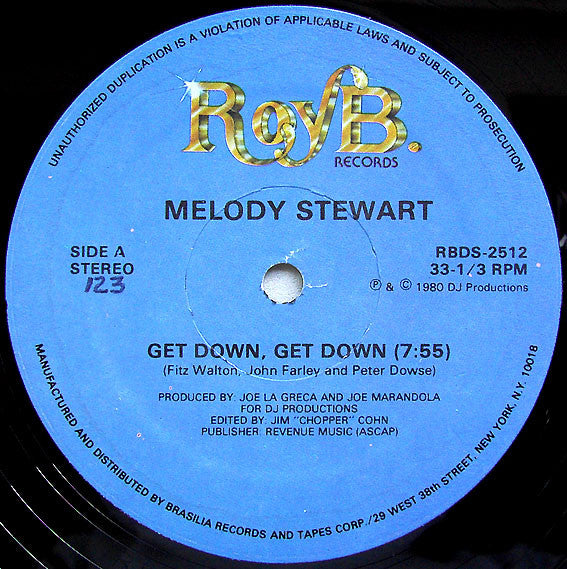 UNAUTHORIZED DUPLICATION IS A VIOLATION OF APPLICABLE LAWS AND SUBJECT TO PROSECUTION
RoyB.
RECORDS
MELODY STEWART
SIDE A
STEREO
123
RBDS-2512
33-1/3 RPM
℗ & © 1980 DJ Productions
GET DOWN, GET DOWN (7:55)
(Fitz Walton, John Farley and Peter Dowse)
PRODUCED BY: JOE LA GRECA AND JOE MARANDOLA
FOR DJ PRODUCTIONS
EDITED BY: JIM "CHOPPER" COHN
PUBLISHER: REVENUE MUSIC (ASCAP)
MANUFACTURED AND DISTRIBUTED BY BRASILIA RECORDS AND TAPES CORP./29 WEST 38th STREET, NEW YORK, N.Y. 10018